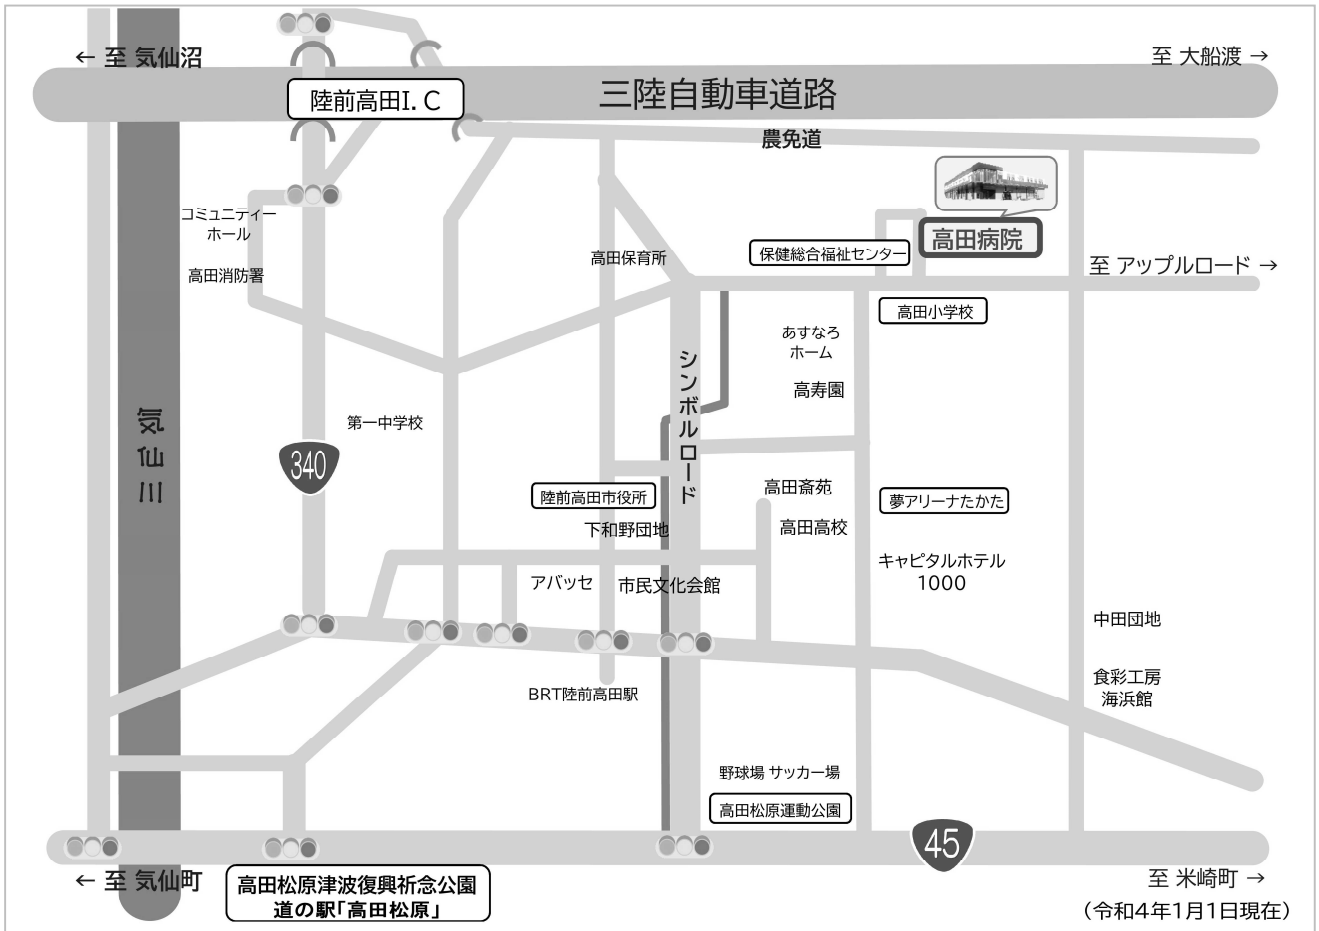 ← 至 気仙沼
至 大船渡 →
陸前高田I.C
三陸自動車道路
農免道
コミュニティー
ホール
高田消防署
高田保育所
保健総合福祉センター
高田病院
至 アップルロード →
高田小学校
あすなろ
ホーム
高寿園
シンボルロード
気仙川
第一中学校
340
陸前高田市役所
下和野団地
高田斎苑
高田高校
夢アリーナたかた
アバッセ
市民文化会館
キャピタルホテル
1000
中田団地
食彩工房
海浜館
BRT陸前高田駅
野球場 サッカー場
高田松原運動公園
45
← 至 気仙町
高田松原津波復興祈念公園
道の駅「高田松原」
至 米崎町 →
（令和4年1月1日現在）